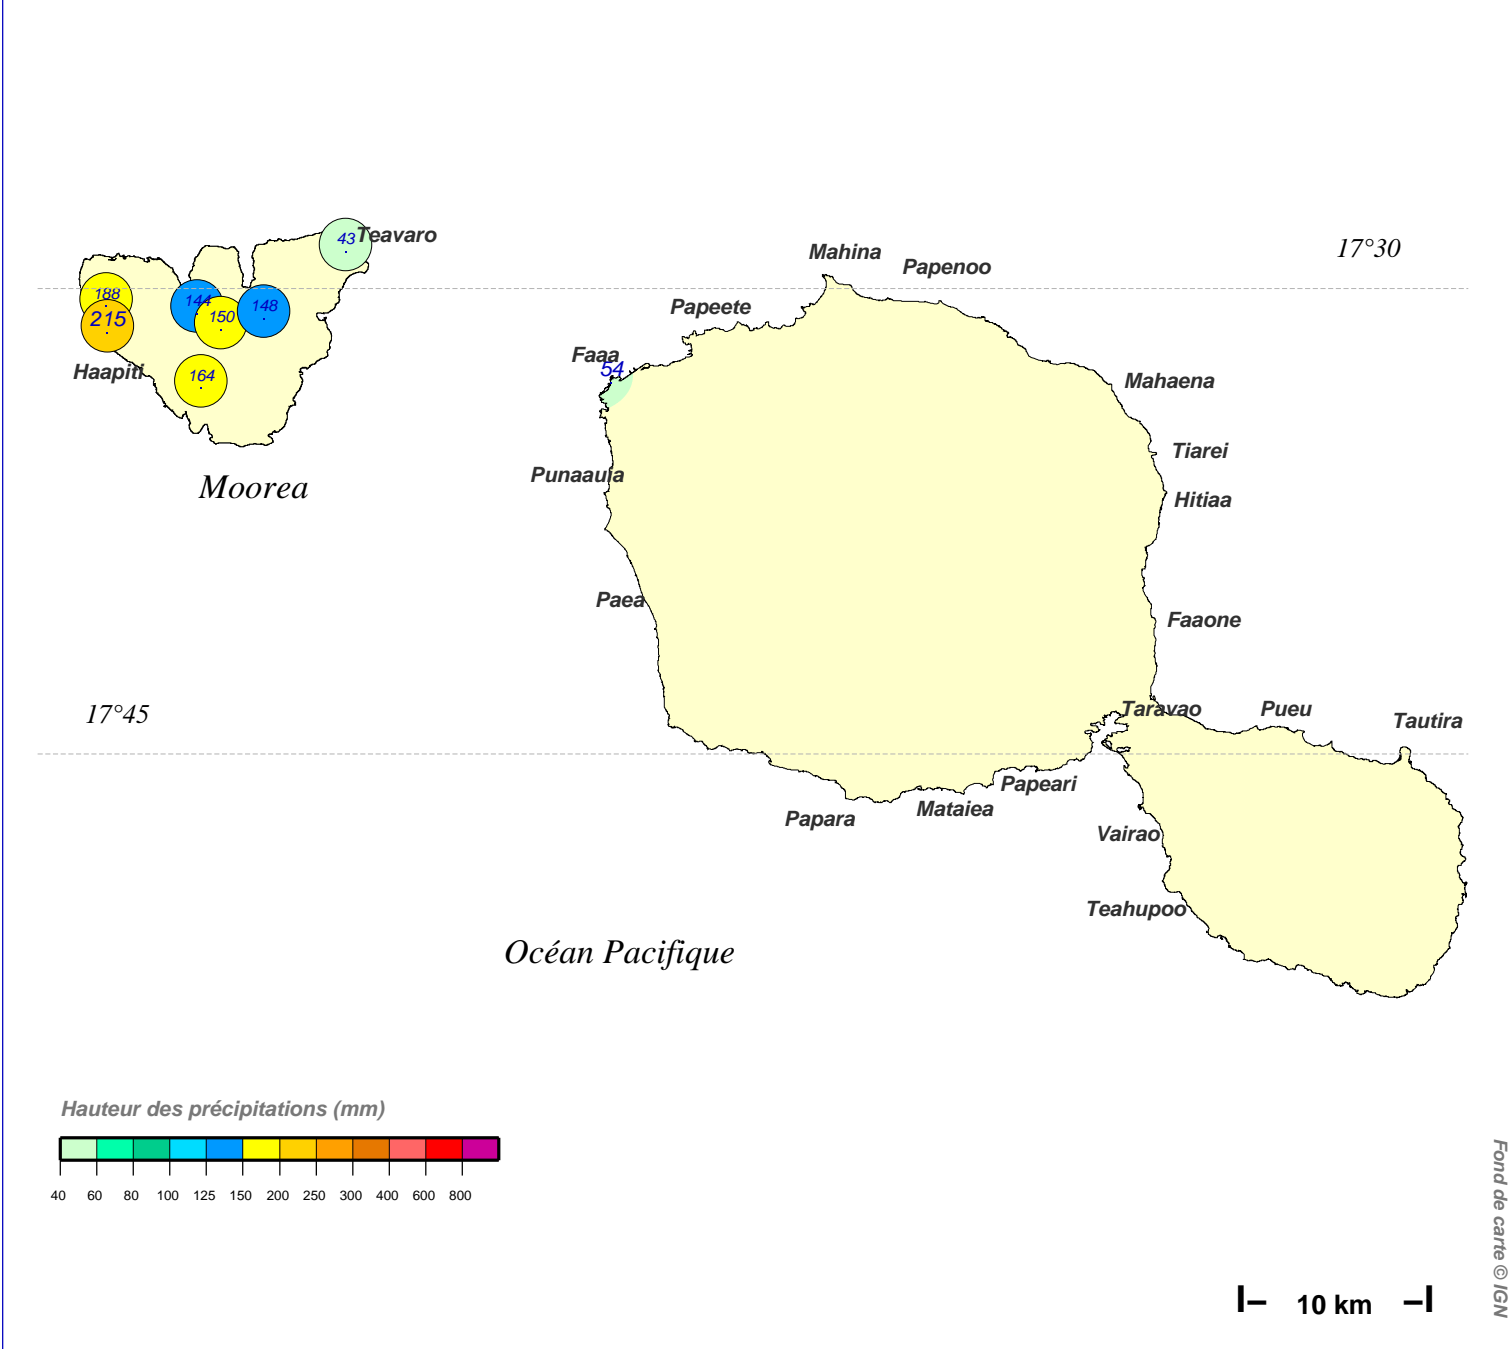 43
Teavaro
Mahina
17°30
Papenoo
188
144
148
Papeete
215
150
Faaa
54
Haapiti
164
Mahaena
Tiarei
Punaauia
Moorea
Hitiaa
Paea
Faaone
17°45
Taravao
Pueu
Tautira
Papeari
Papara
Mataiea
Vairao
Teahupoo
Océan Pacifique
Hauteur des précipitations (mm)
40 60 80 100 125 150 200 250 300 400 600 800
10 km
Fond de carte © IGN